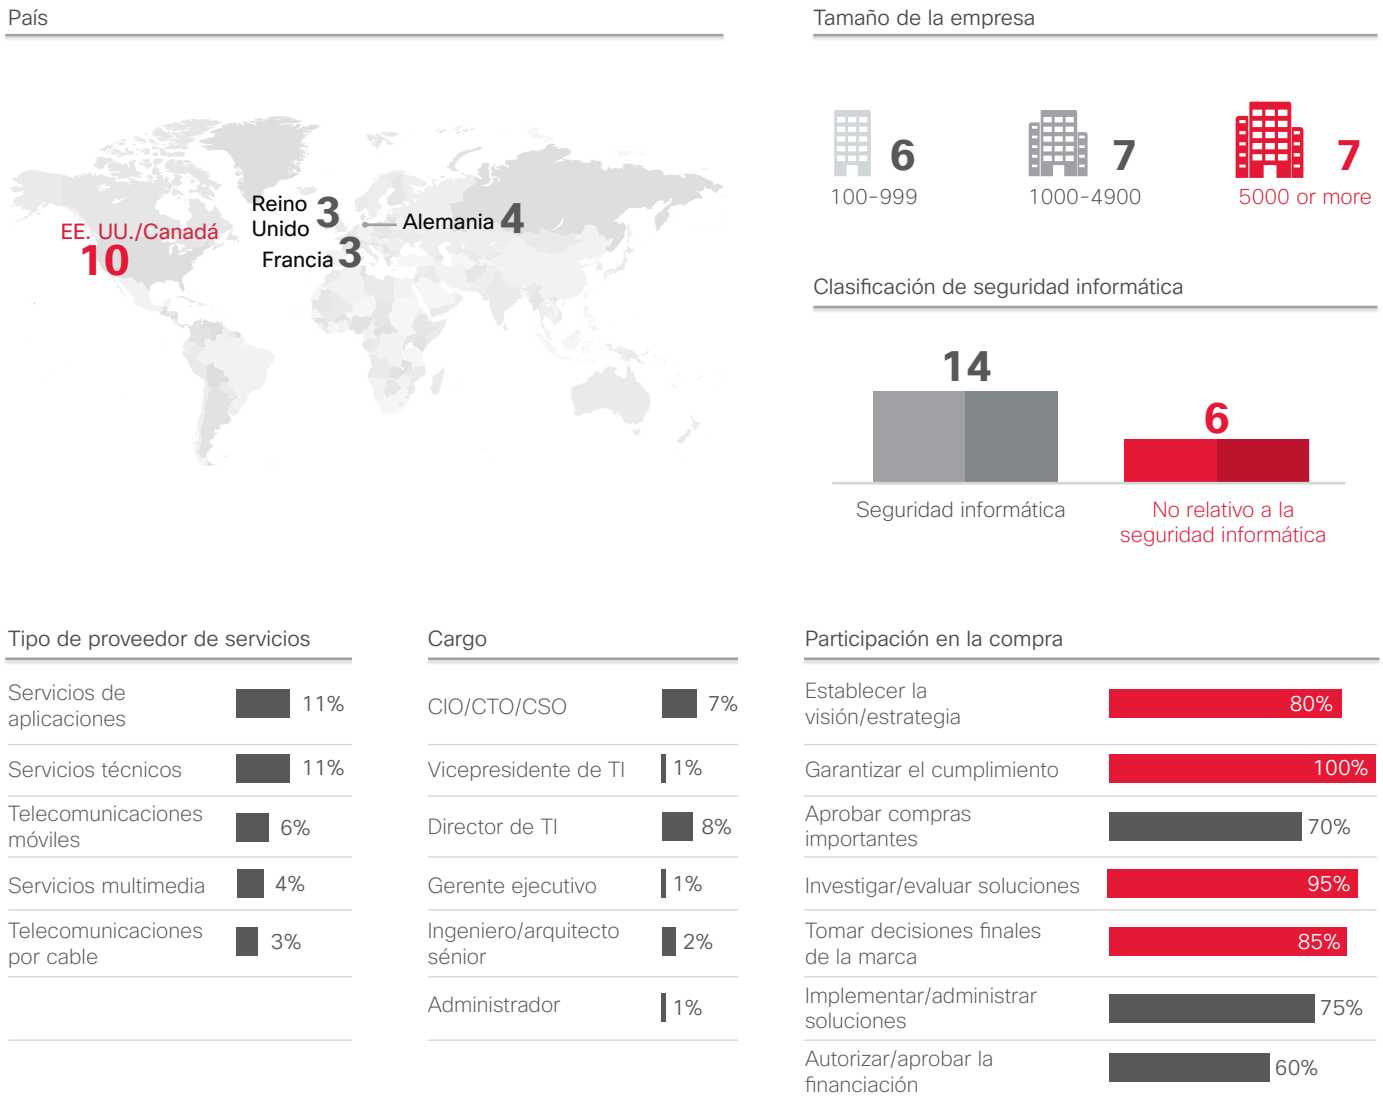 País
EE. UU./Canadá
10
Reino
Unido
3
Francia
3
Alemania
4
Tamaño de la empresa
6
100-999
7
1000-4900
7
5000 or more
Clasificación de seguridad informática
14
Seguridad informática
6
No relativo a la
seguridad informática
Tipo de proveedor de servicios
Servicios de
aplicaciones
11%
Servicios técnicos
11%
Telecomunicaciones
móviles
6%
Servicios multimedia
4%
Telecomunicaciones
por cable
3%
Cargo
CIO/CTO/CSO
7%
Vicepresidente de TI
1%
Director de TI
8%
Gerente ejecutivo
1%
Ingeniero/arquitecto
sénior
2%
Administrador
1%
Participación en la compra
Establecer la
visión/estrategia
80%
Garantizar el cumplimiento
100%
Aprobar compras
importantes
70%
Investigar/evaluar soluciones
95%
Tomar decisiones finales
de la marca
85%
Implementar/administrar
soluciones
75%
Autorizar/aprobar la
financiación
60%